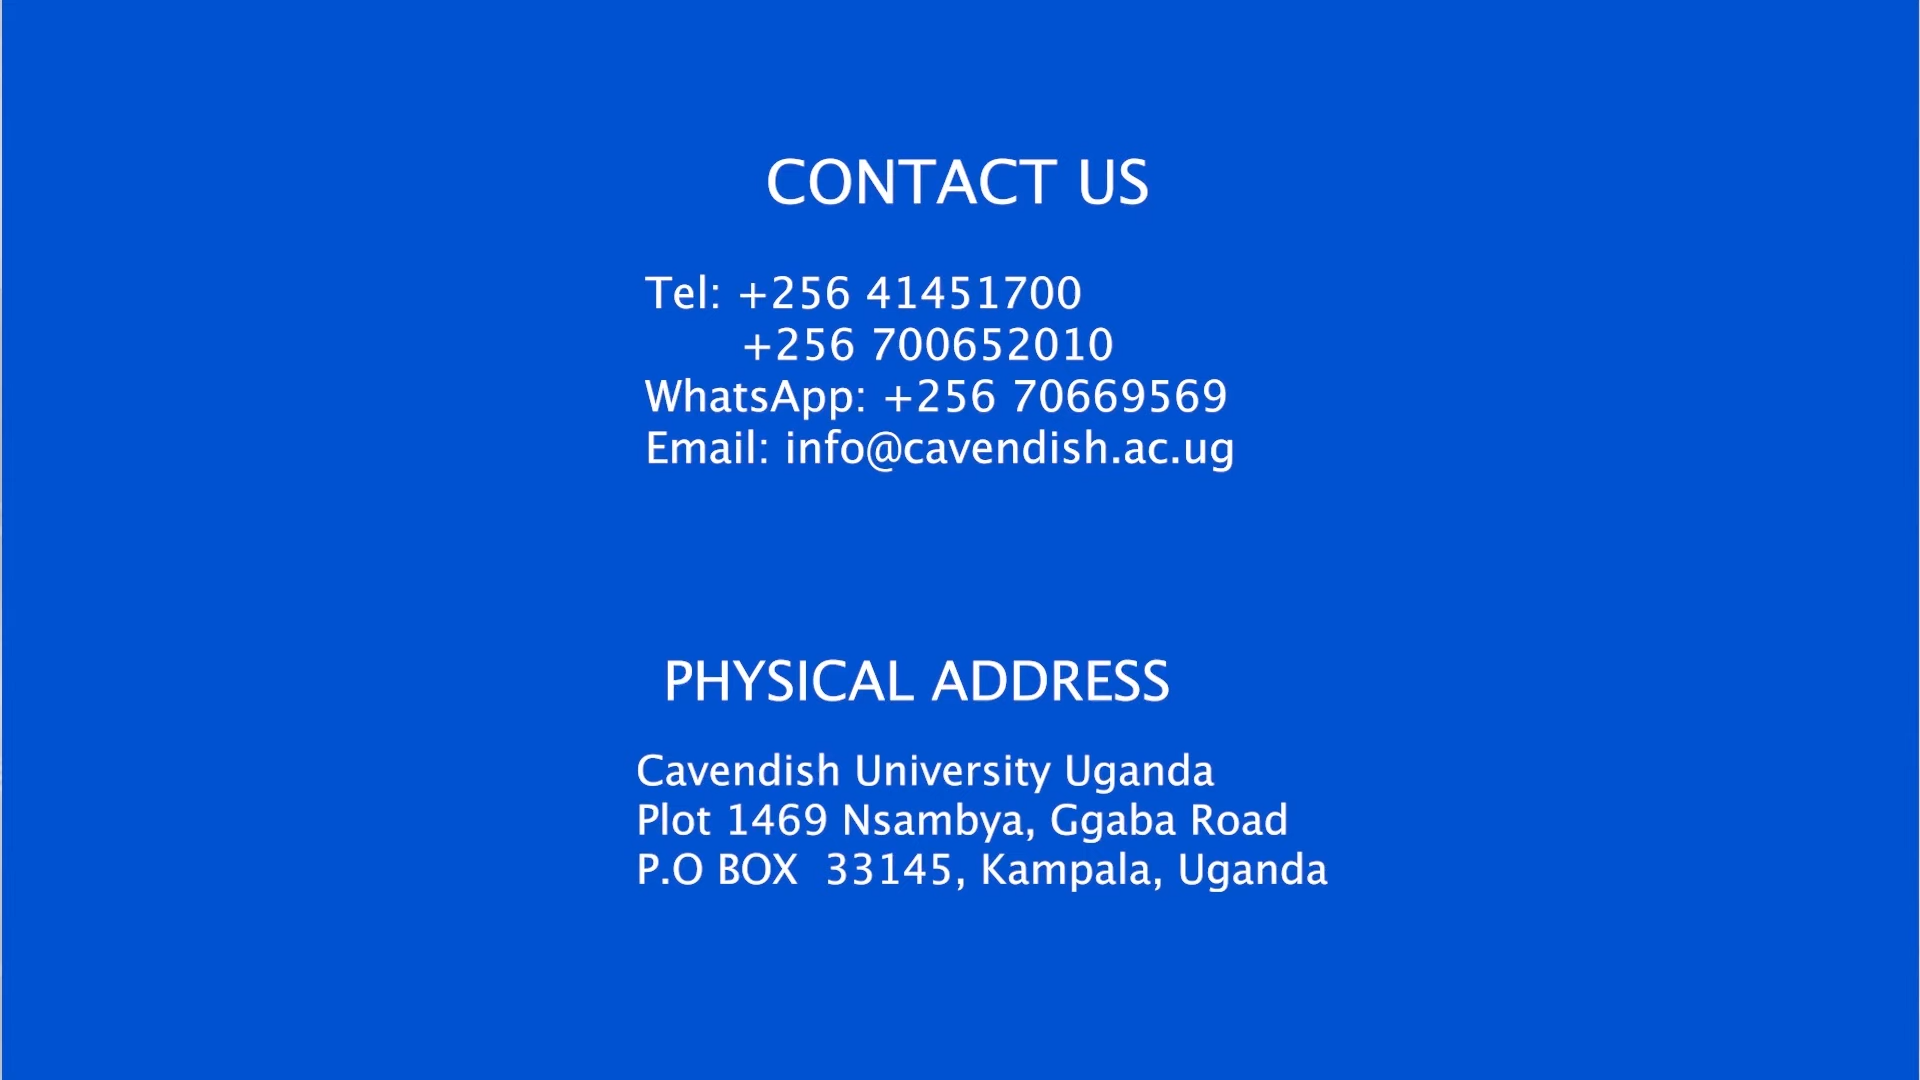 CONTACT US
Tel: +256 41451700
+256 700652010
WhatsApp: +256 70669569
Email: info@cavendish.ac.ug
PHYSICAL ADDRESS
Cavendish University Uganda
Plot 1469 Nsambya, Ggaba Road
P.O BOX  33145, Kampala, Uganda